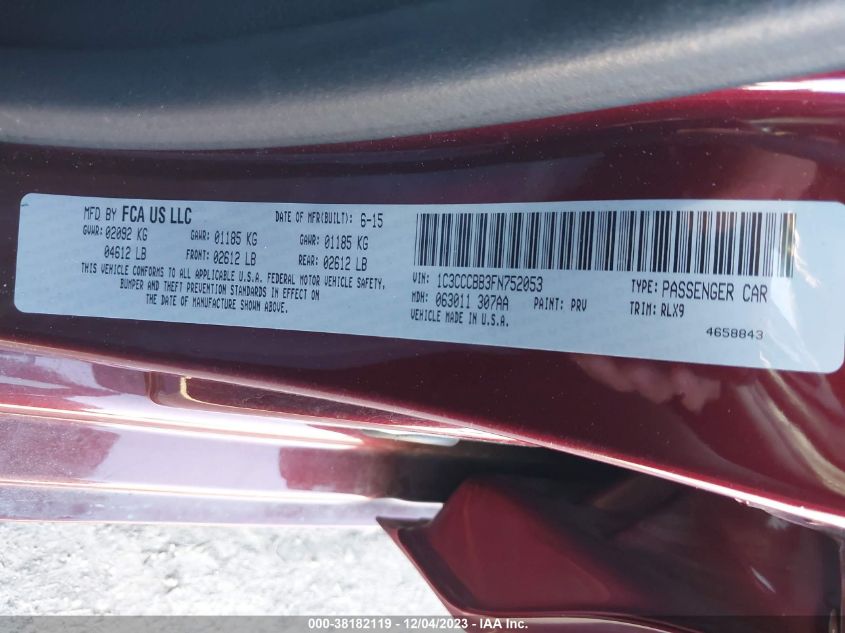 MFD BY FCA US LLC DATE OF MFR(BUILT): 6-15
GVWR: 02092 KG GAWR: 01185 KG GAWR: 01185 KG
04612 LB FRONT: 02612 LB REAR: 02612 LB
THIS VEHICLE CONFORMS TO ALL APPLICABLE U.S.A. FEDERAL MOTOR VEHICLE SAFETY,
BUMPER AND THEFT PREVENTION STANDARDS IN EFFECT ON
THE DATE OF MANUFACTURE SHOWN ABOVE.
VIN: 1C3CCCBB3FN752053 TYPE: PASSENGER CAR
MDH: 063011 307AA PAINT: PRV TRIM: RLX9
VEHICLE MADE IN U.S.A.
4658843
000-38182119 - 12/04/2023 - IAA Inc.